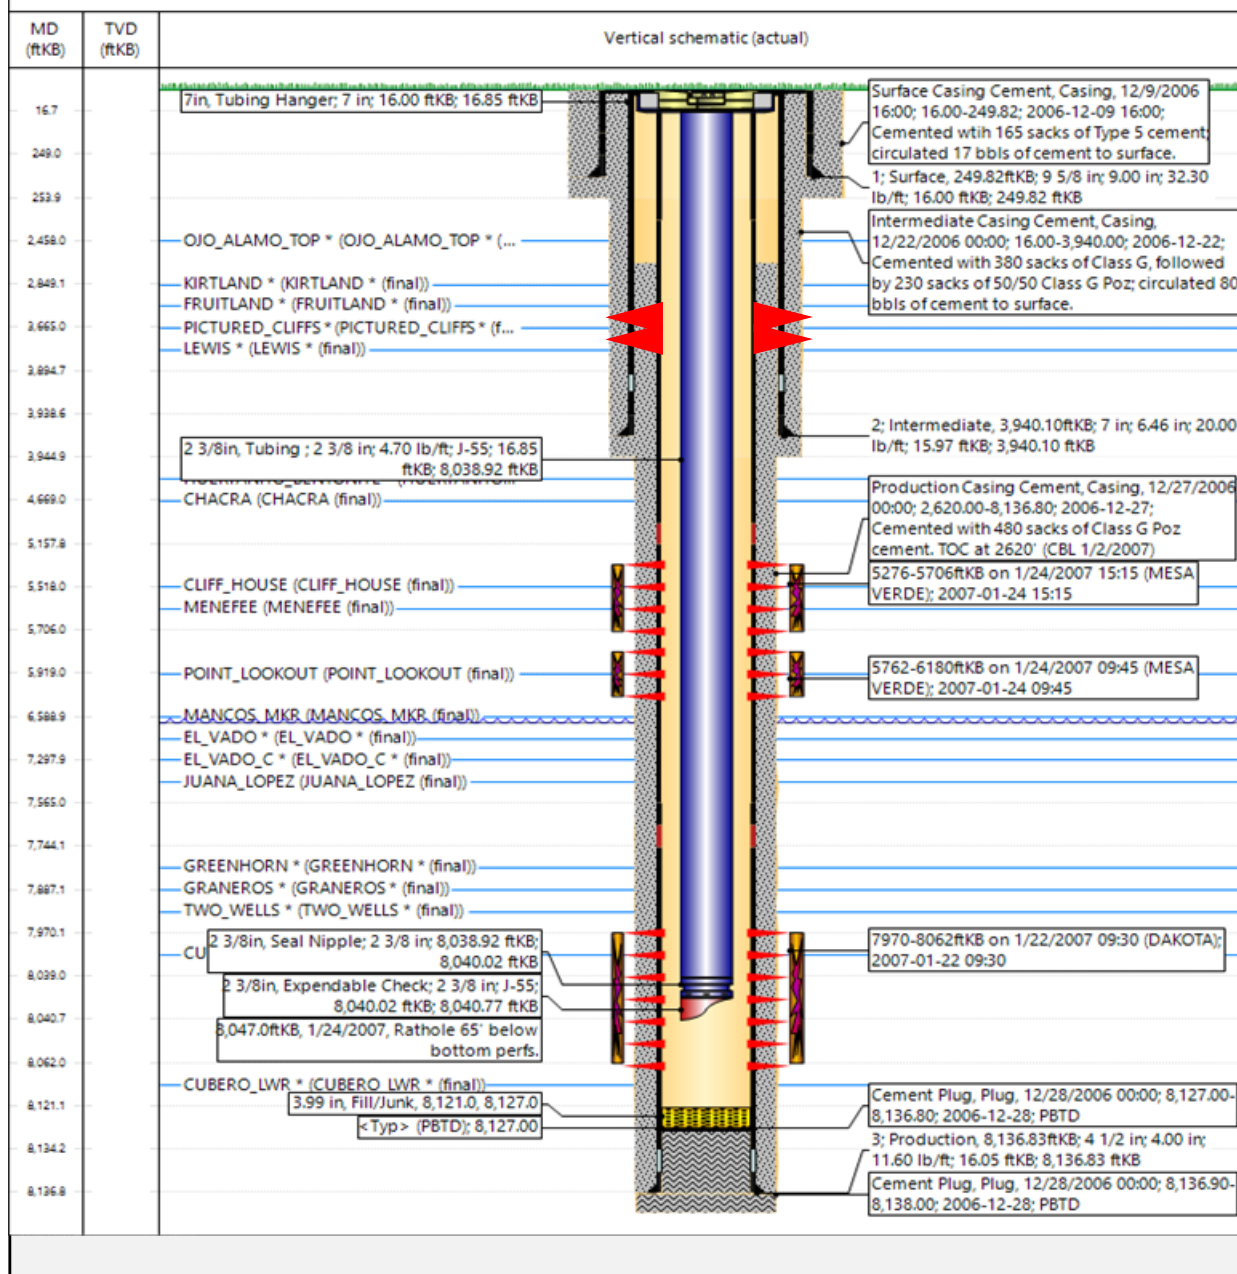 MD
(ftKB)
TVD
(ftKB)
Vertical schematic (actual)
16.7
249.0
253.9
2,458.0
2,849.1
3,665.0
3,894.7
3,938.6
3,944.9
4,669.0
5,157.8
5,518.0
5,706.0
5,919.0
6,588.9
7,297.9
7,565.0
7,744.1
7,887.1
7,970.1
8,039.0
8,040.7
8,062.0
8,121.1
8,134.2
8,136.8
7in, Tubing Hanger; 7 in; 16.00 ftKB; 16.85 ftKB
OJO_ALAMO_TOP * (OJO_ALAMO_TOP * (...
KIRTLAND * (KIRTLAND * (final))
FRUITLAND * (FRUITLAND * (final))
PICTURED_CLIFFS * (PICTURED_CLIFFS * (f...
LEWIS * (LEWIS * (final))
2 3/8in, Tubing ; 2 3/8 in; 4.70 lb/ft; J-55; 16.85
ftKB; 8,038.92 ftKB
CHACRA (CHACRA (final))
CLIFF_HOUSE (CLIFF_HOUSE (final))
MENEFEE (MENEFEE (final))
POINT_LOOKOUT (POINT_LOOKOUT (final))
MANCOS_MKR (MANCOS_MKR (final))
EL_VADO * (EL_VADO * (final))
EL_VADO_C * (EL_VADO_C * (final))
JUANA_LOPEZ (JUANA_LOPEZ (final))
GREENHORN * (GREENHORN * (final))
GRANEROS * (GRANEROS * (final))
TWO_WELLS * (TWO_WELLS * (final))
CU
2 3/8in, Seal Nipple; 2 3/8 in; 8,038.92 ftKB;
8,040.02 ftKB
2 3/8in, Expendable Check; 2 3/8 in; J-55;
8,040.02 ftKB; 8,040.77 ftKB
8,047.0ftKB, 1/24/2007, Rathole 65' below
bottom perfs.
CUBERO_LWR * (CUBERO_LWR * (final))
3.99 in, Fill/Junk, 8,121.0, 8,127.0
<Typ> (PBTD); 8,127.00
Surface Casing Cement, Casing, 12/9/2006
16:00; 16.00-249.82; 2006-12-09 16:00;
Cemented wtih 165 sacks of Type 5 cement;
circulated 17 bbls of cement to surface.
1; Surface, 249.82ftKB; 9 5/8 in; 9.00 in; 32.30
lb/ft; 16.00 ftKB; 249.82 ftKB
Intermediate Casing Cement, Casing,
12/22/2006 00:00; 16.00-3,940.00; 2006-12-22;
Cemented with 380 sacks of Class G, followed
by 230 sacks of 50/50 Class G Poz; circulated 80
bbls of cement to surface.
2; Intermediate, 3,940.10ftKB; 7 in; 6.46 in; 20.00
lb/ft; 15.97 ftKB; 3,940.10 ftKB
Production Casing Cement, Casing, 12/27/2006
00:00; 2,620.00-8,136.80; 2006-12-27;
Cemented with 480 sacks of Class G Poz
cement. TOC at 2620' (CBL 1/2/2007)
5276-5706ftKB on 1/24/2007 15:15 (MESA
VERDE); 2007-01-24 15:15
5762-6180ftKB on 1/24/2007 09:45 (MESA
VERDE); 2007-01-24 09:45
7970-8062ftKB on 1/22/2007 09:30 (DAKOTA);
2007-01-22 09:30
Cement Plug, Plug, 12/28/2006 00:00; 8,127.00-
8,136.80; 2006-12-28; PBTD
3; Production, 8,136.83ftKB; 4 1/2 in; 4.00 in;
11.60 lb/ft; 16.05 ftKB; 8,136.83 ftKB
Cement Plug, Plug, 12/28/2006 00:00; 8,136.90-
8,138.00; 2006-12-28; PBTD